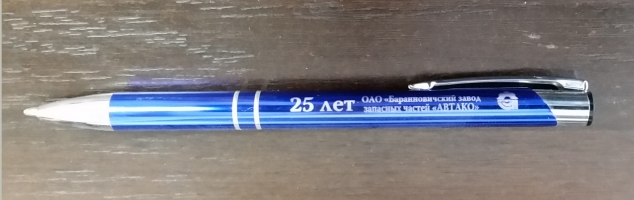 25 лет
ОАО «Барановичский завод
запасных частей «АВТАКО»